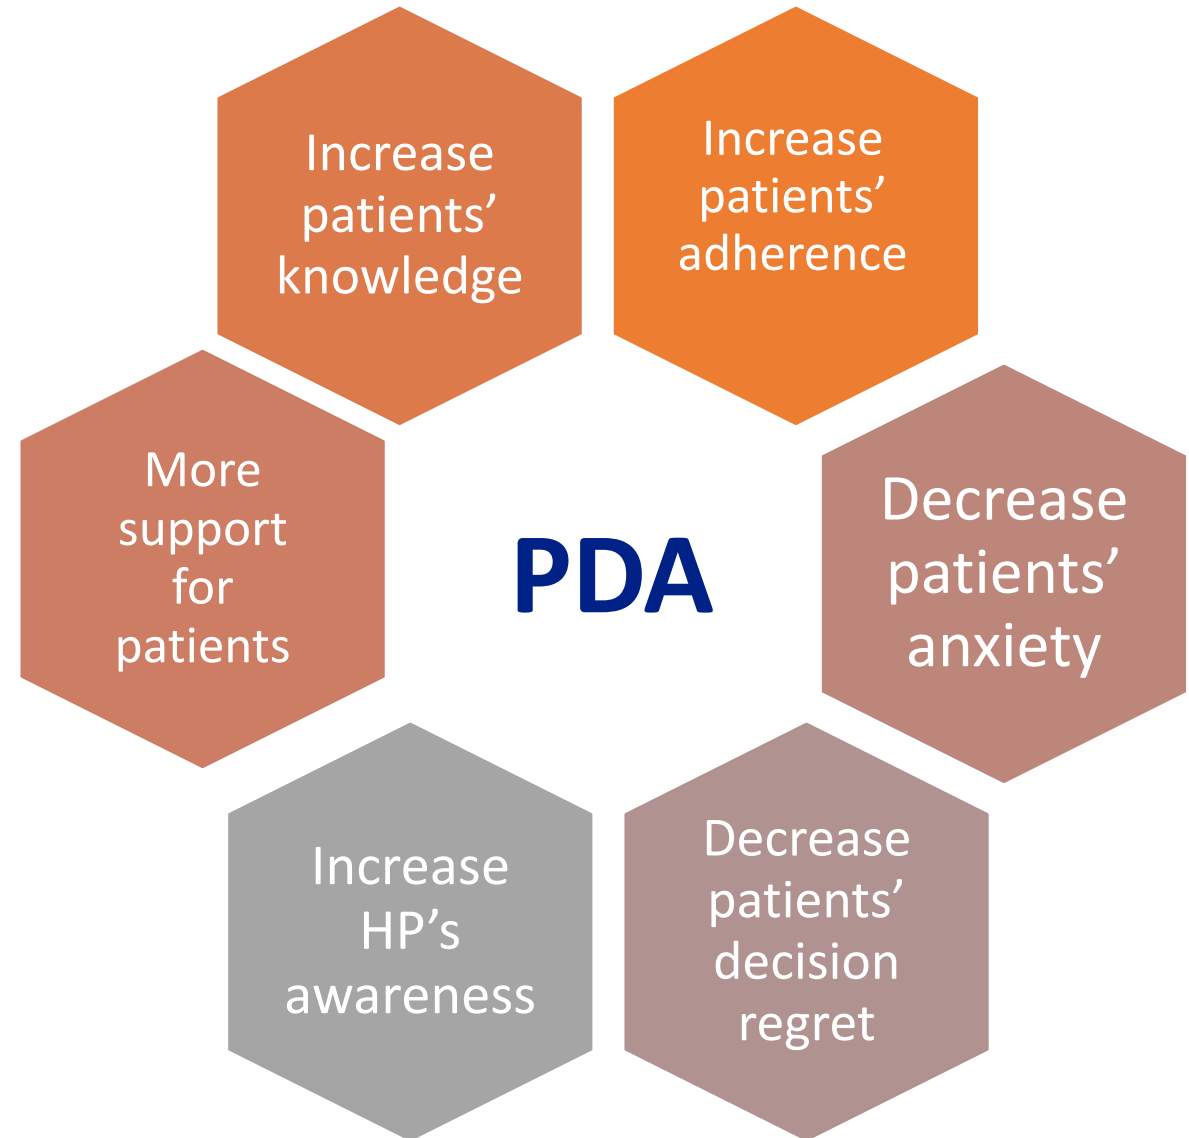 Increase
patients’
knowledge
Increase
patients’
adherence
More
support
for
patients
PDA
Decrease
patients’
anxiety
Increase
HP’s
awareness
Decrease
patients’
decision
regret